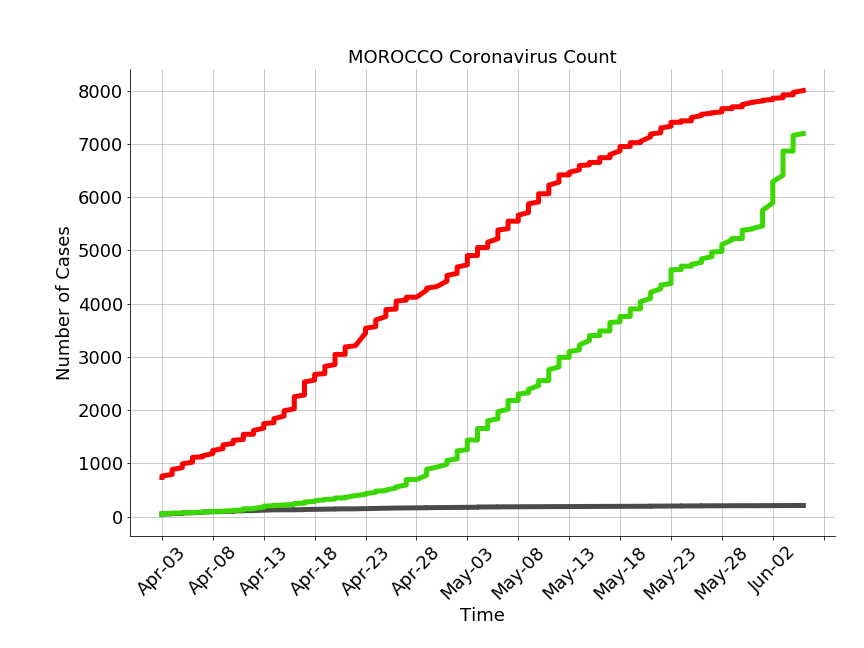 MOROCCO Coronavirus Count
8000
7000
6000
5000
4000
3000
2000
1000
0
Number of Cases
Apr-03
Apr-08
Apr-13
Apr-18
Apr-23
Apr-28
May-03
May-08
May-13
May-18
May-23
May-28
Jun-02
Time